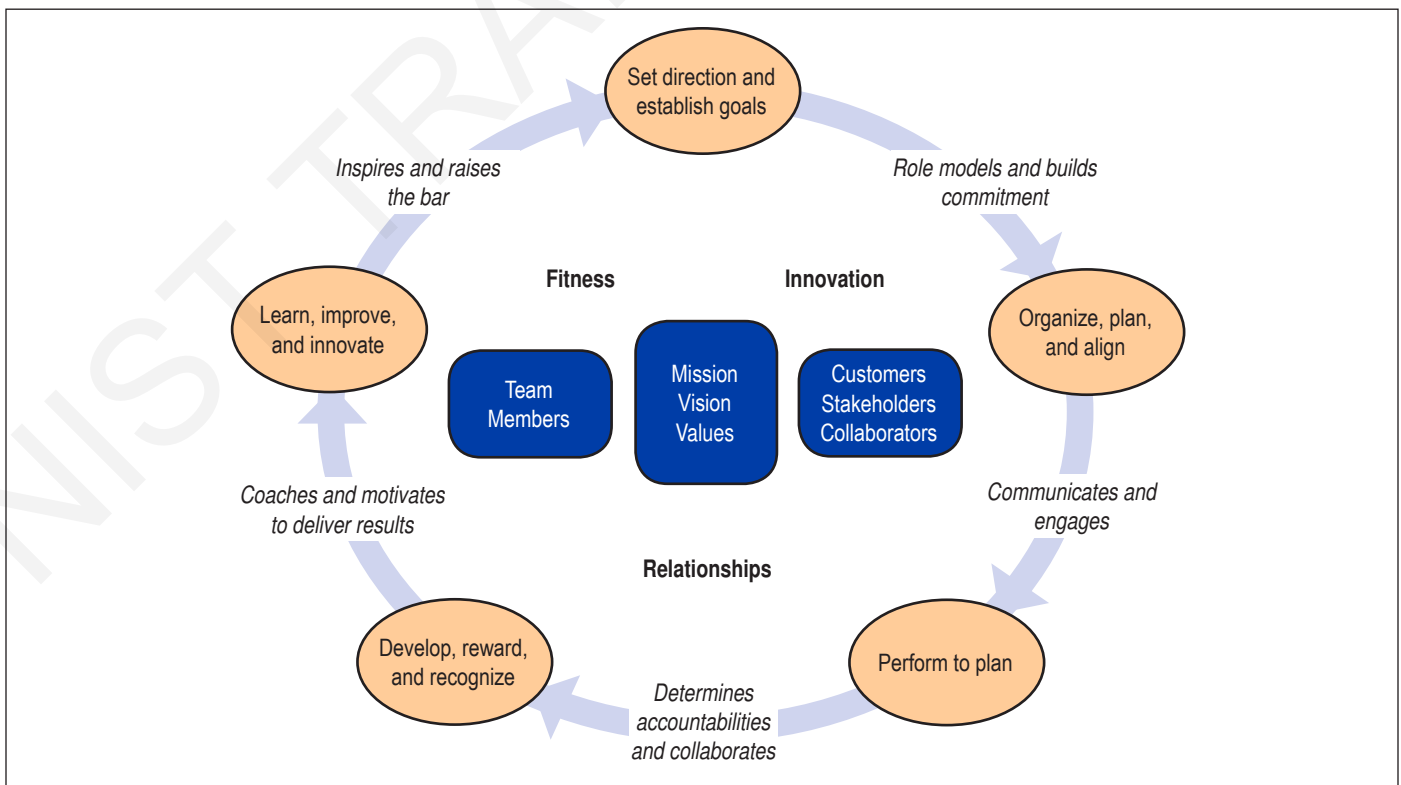 Set direction and
establish goals
Role models and builds
commitment
Organize, plan,
and align
Communicates and
engages
Perform to plan
Determines
accountabilities
and collaborates
Develop, reward,
and recognize
Coaches and motivates
to deliver results
Learn, improve,
and innovate
Inspires and raises
the bar
Fitness
Innovation
Team
Members
Mission
Vision
Values
Customers
Stakeholders
Collaborators
Relationships
NIST TRA